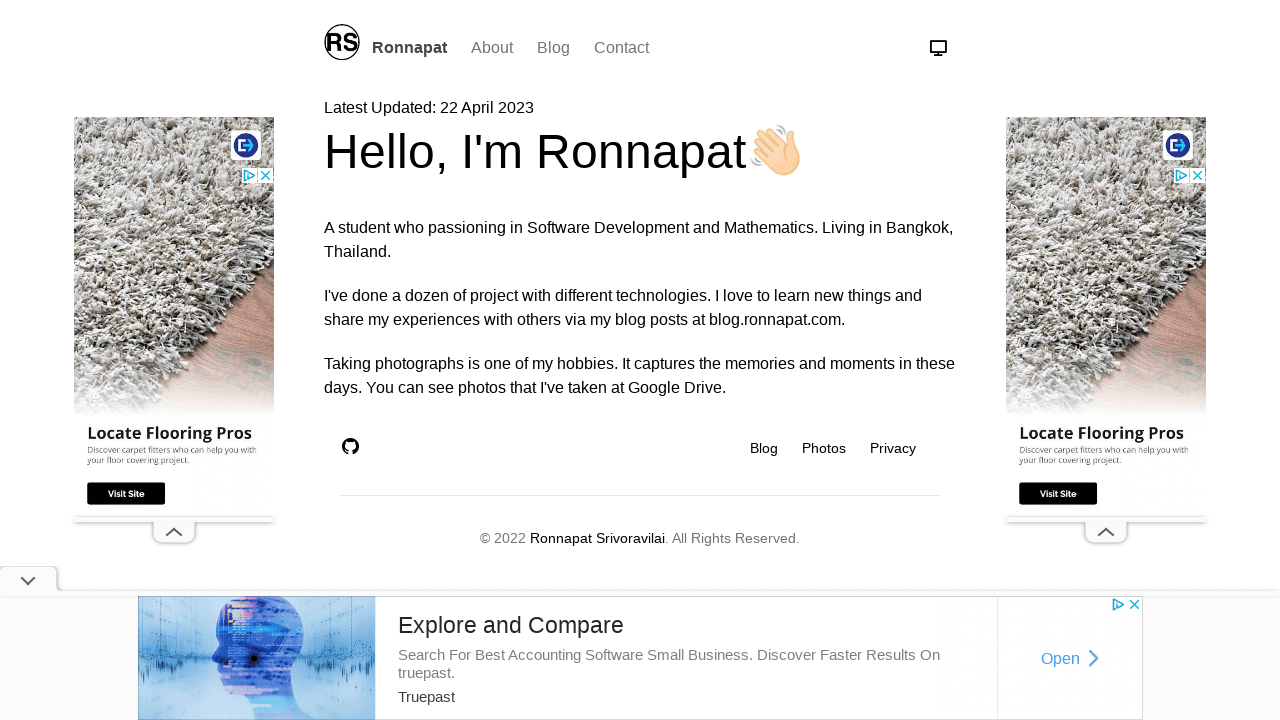 RS Ronnapat About Blog Contact
Latest Updated: 22 April 2023
Hello, I'm Ronnapat👋🏻
A student who passioning in Software Development and Mathematics. Living in Bangkok,
Thailand.
I've done a dozen of project with different technologies. I love to learn new things and
share my experiences with others via my blog posts at blog.ronnapat.com.
Taking photographs is one of my hobbies. It captures the memories and moments in these
days. You can see photos that I've taken at Google Drive.
Blog Photos Privacy
© 2022 Ronnapat Srivoravilai. All Rights Reserved.
Locate Flooring Pros
Discover carpet fitters who can help you with
your floor covering project.
Visit Site
Locate Flooring Pros
Discover carpet fitters who can help you with
your floor covering project.
Visit Site
Explore and Compare
Search For Best Accounting Software Small Business. Discover Faster Results On
truepast.
Truepast
Open